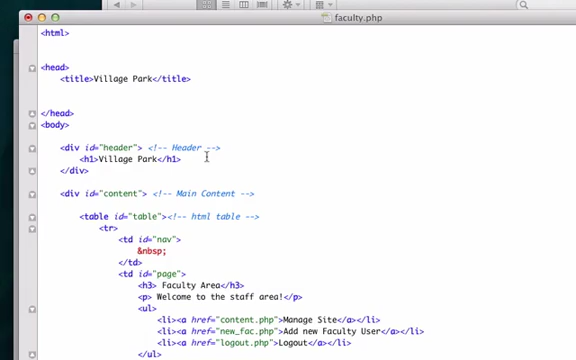 faculty.php
<html>
<head>
<title>Village Park</title>
</head>
<body>
<div id="header"> <!-- Header -->
<h1>Village Park</h1>
</div>
<div id="content"> <!-- Main Content -->
<table id="table"><!-- html table -->
<tr>
<td id="nav">
&nbsp;
</td>
<td id="page">
<h3> Faculty Area</h3>
<p> Welcome to the staff area!</p>
<ul>
<li><a href="content.php">Manage Site</a></li>
<li><a href="new_fac.php">Add new Faculty User</a></li>
<li><a href="logout.php">Logout</a></li>
</ul>